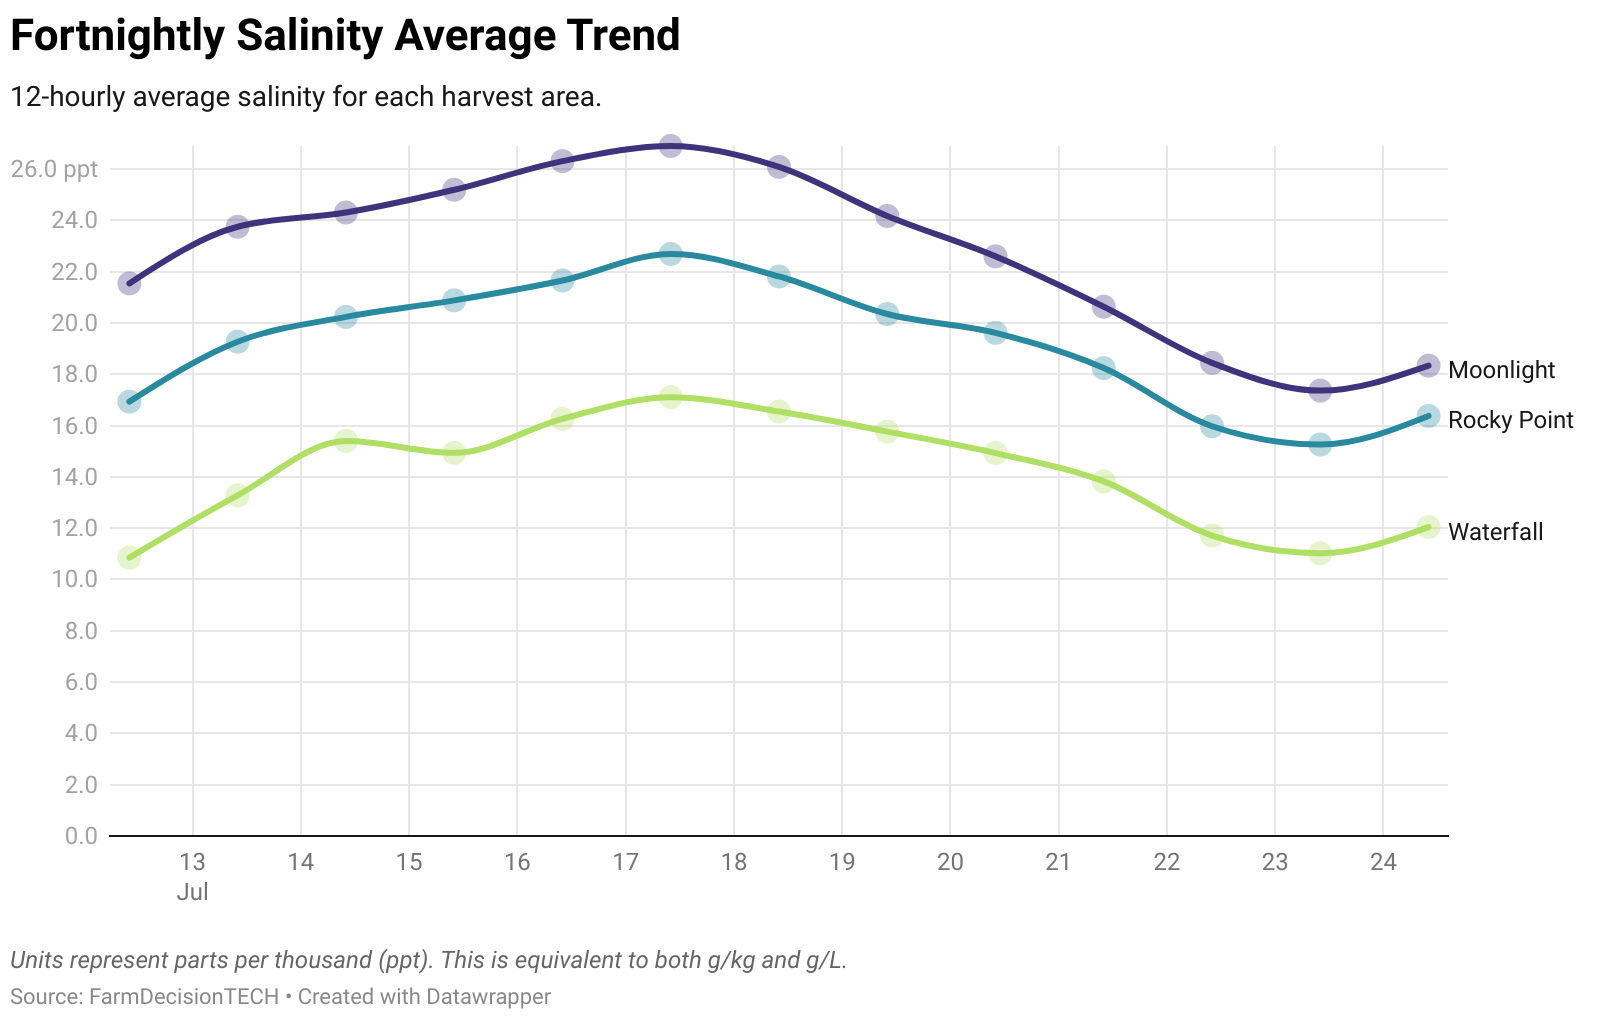 Fortnightly Salinity Average Trend
12-hourly average salinity for each harvest area.
26.0 ppt
24.0
22.0
20.0
18.0
16.0
14.0
12.0
10.0
8.0
6.0
4.0
2.0
0.0
Moonlight
Rocky Point
Waterfall
13 14 15 16 17 18 19 20 21 22 23 24
Jul
Units represent parts per thousand (ppt). This is equivalent to both g/kg and g/L.
Source: FarmDecisionTECH • Created with Datawrapper